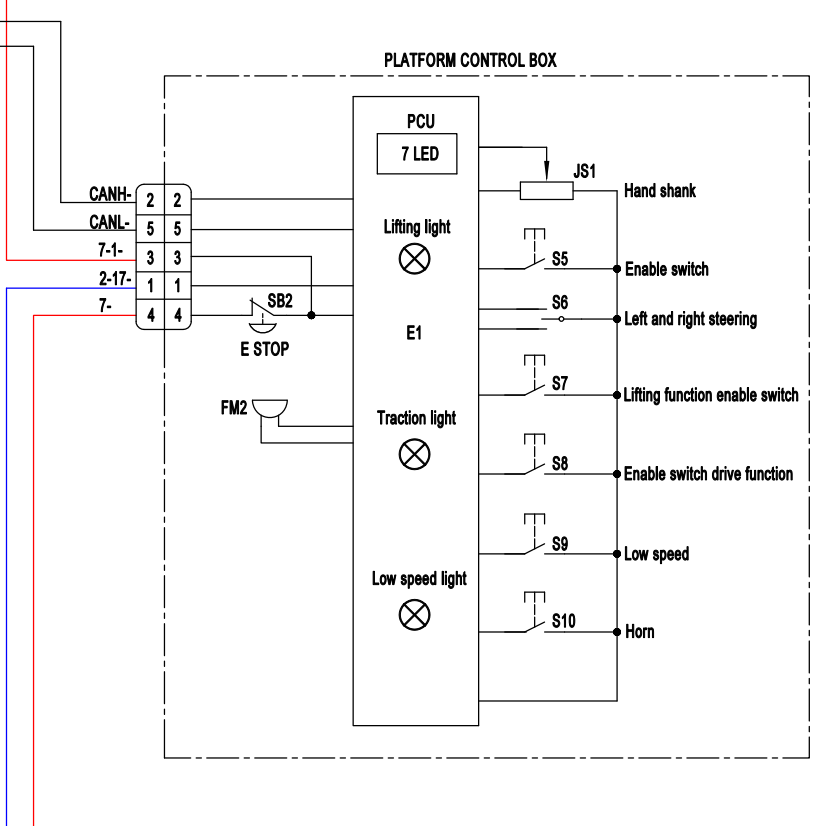 PLATFORM CONTROL BOX
PCU
7 LED
JS1
Hand shank
CANH-
2 2
CANL-
5 5
7-1-
3 3
2-17-
1 1
7-
4 4
SB2
E STOP
Lifting light
S5
Enable switch
S6
Left and right steering
E1
S7
Lifting function enable switch
FM2
Traction light
S8
Enable switch drive function
S9
Low speed
Low speed light
S10
Horn